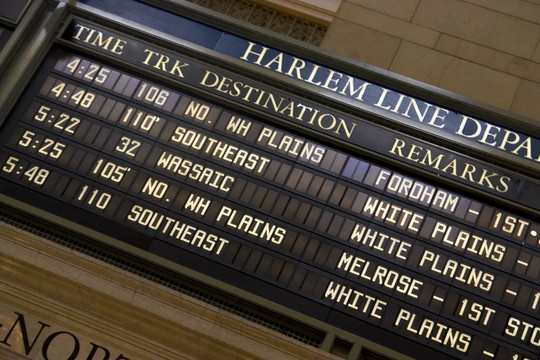 HARLEM LINE DEPA
TIME TRK DESTINATION REMARKS
4:25 106 NO. WH PLAINS FORDHAM - 1ST
4:48 110' SOUTHEAST WHITE PLAINS -
5:22 32 WASSAIC WHITE PLAINS - 1
5:25 105' NO. WH PLAINS MELROSE - 1ST STO
5:48 110 SOUTHEAST WHITE PLAINS -
NORT